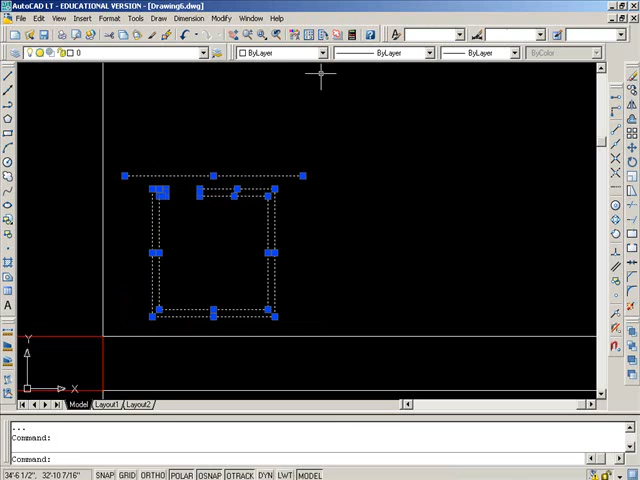 AutoCAD LT - EDUCATIONAL VERSION - [Drawing6.dwg]
File Edit View Insert Format Tools Draw Dimension Modify Window Help
0 ByLayer ByLayer ByLayer ByColor
A
Y
X
Model Layout1 Layout2
...
Command:
Command:
34'-6 1/2", 32'-10 7/16" SNAP GRID ORTHO POLAR OSNAP OTRACK DYN LWT MODEL